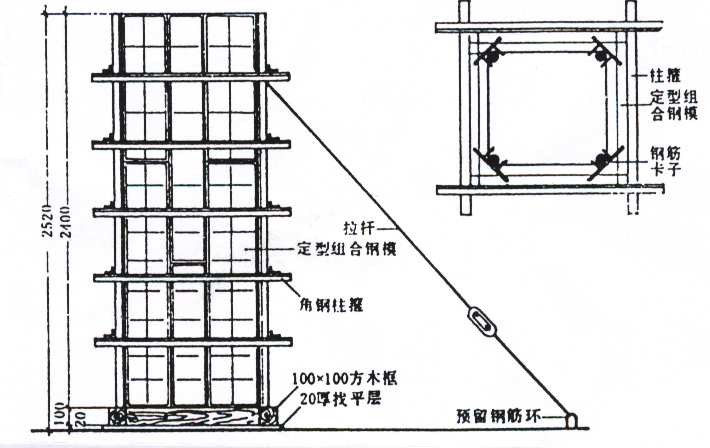 柱箍
定型组
合钢模
钢筋
卡子
2520
2400
拉杆
定型组合钢模
角钢柱箍
100×100方木框
20厚找平层
100
20
预留钢筋环